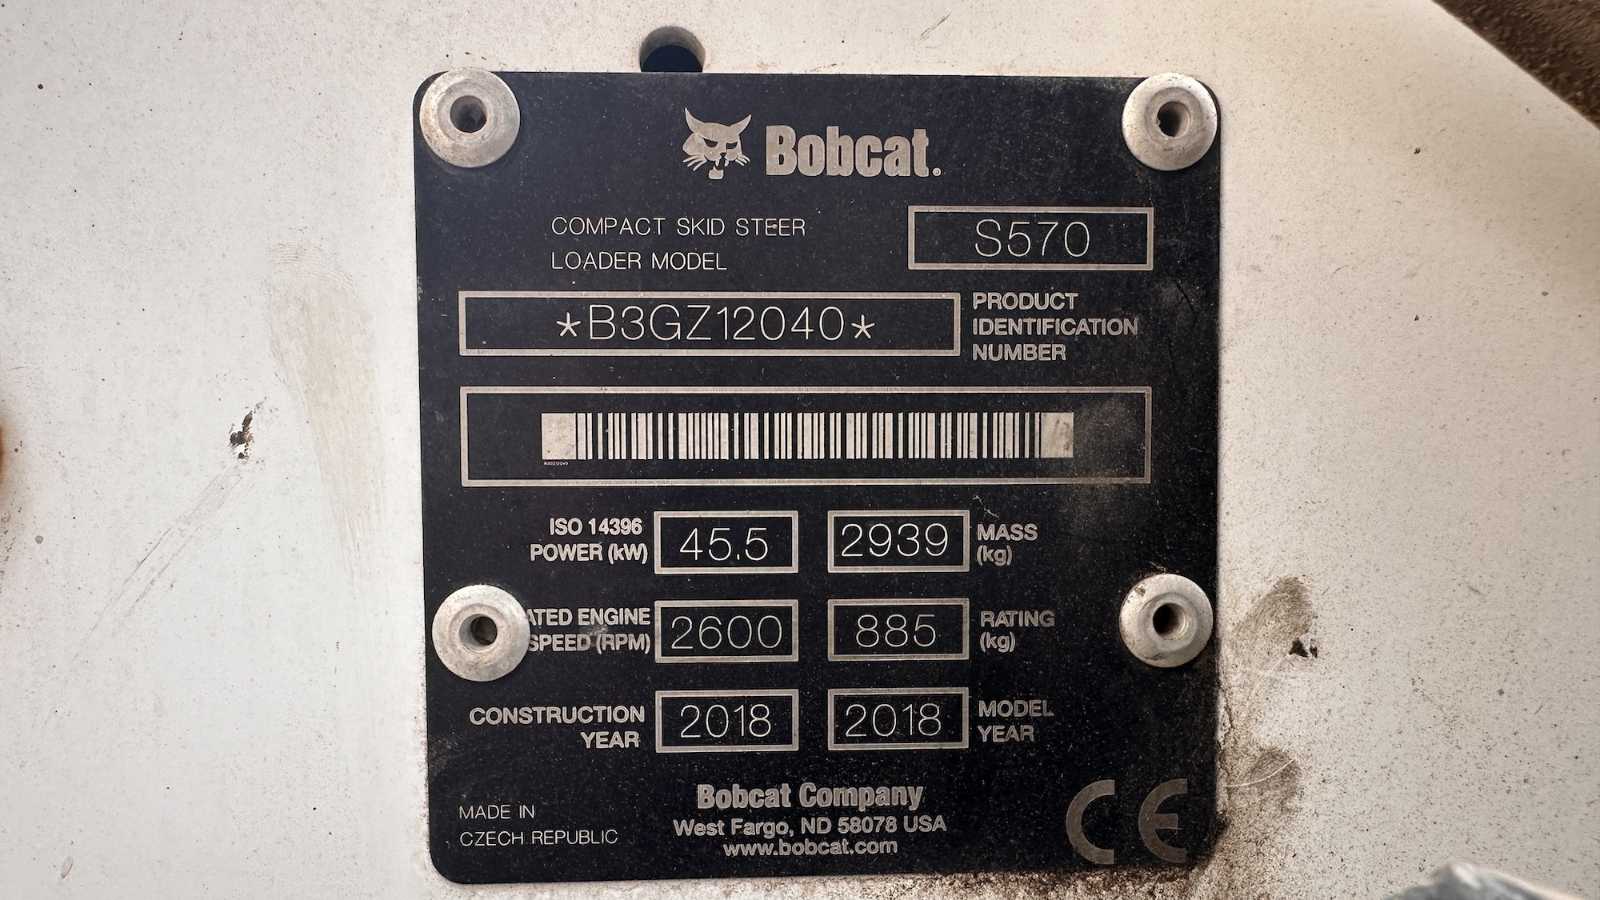 Bobcat.
COMPACT SKID STEER
LOADER MODEL
S570
*B3GZ12040*
PRODUCT
IDENTIFICATION
NUMBER
ISO 14396
POWER (kW)
45.5
2939
MASS
(kg)
ATED ENGINE
SPEED (RPM)
2600
885
RATING
(kg)
CONSTRUCTION
YEAR
2018
2018
MODEL
YEAR
MADE IN
CZECH REPUBLIC
Bobcat Company
West Fargo, ND 58078 USA
www.bobcat.com
CE